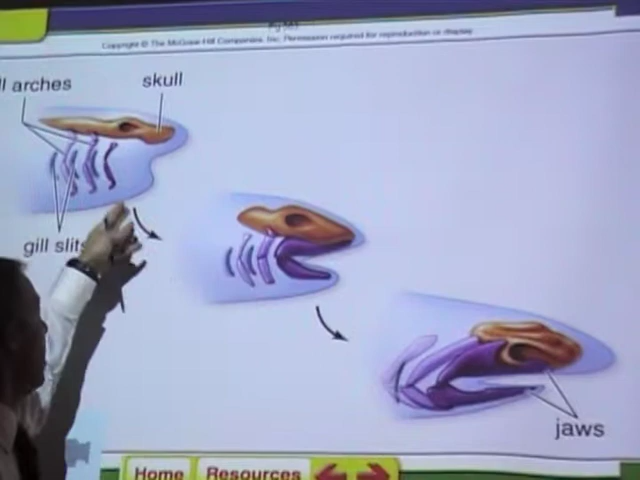 Copyright © The McGraw-Hill Companies, Inc. Permission required for reproduction or display.
ll arches
skull
gill slits
jaws
Home
Resources